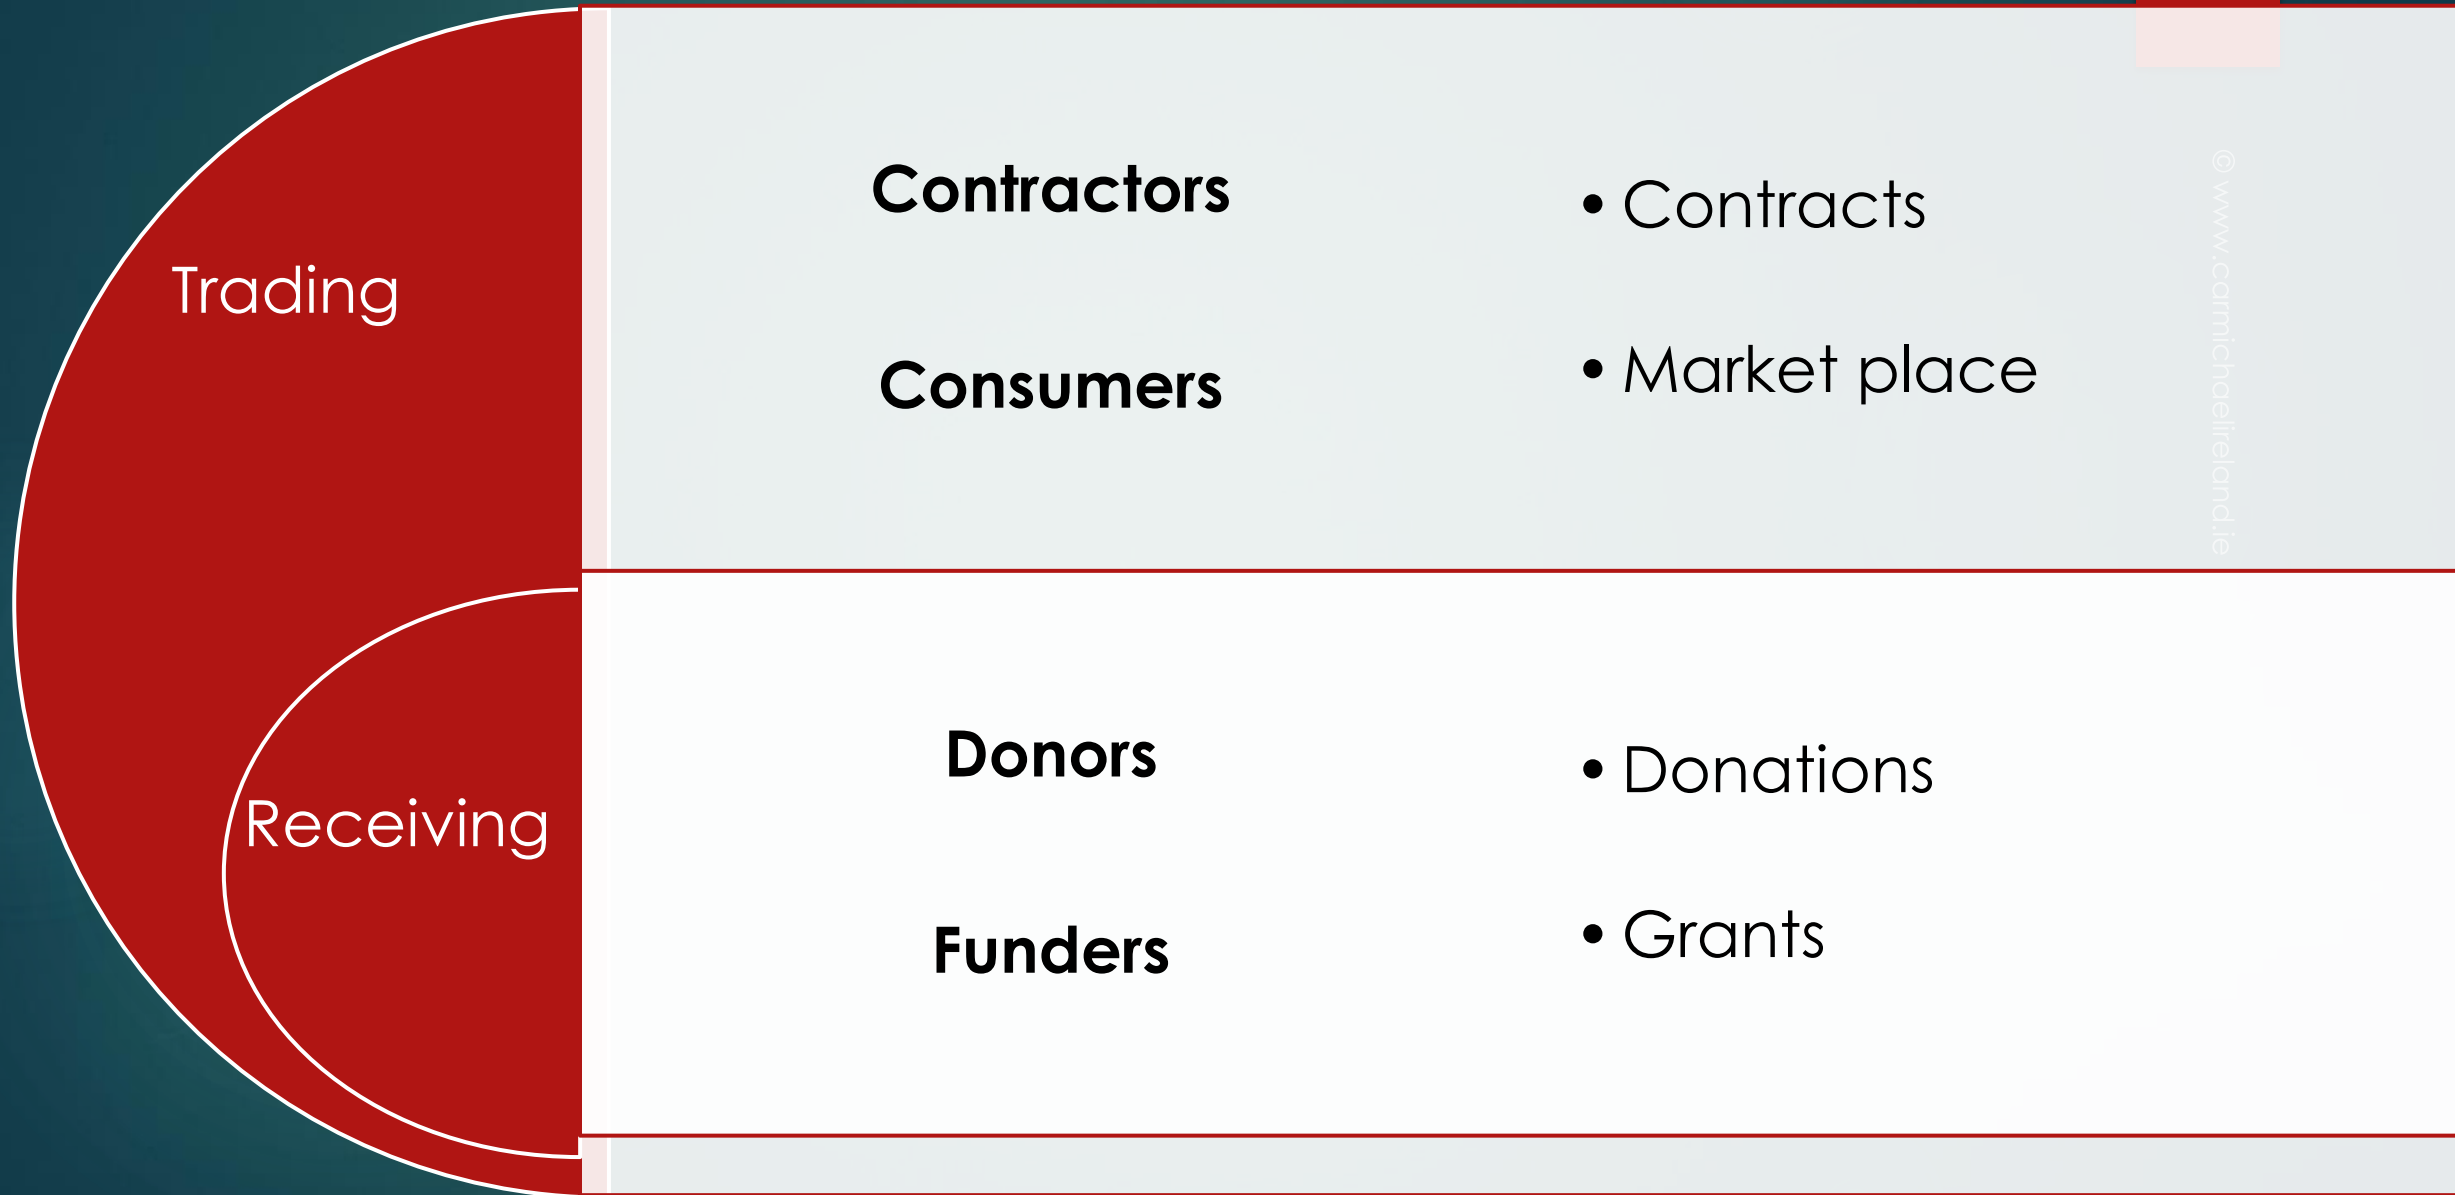 Trading
Contractors
Consumers
• Contracts
• Market place
Receiving
Donors
Funders
• Donations
• Grants
© www.carmichaelireland.ie